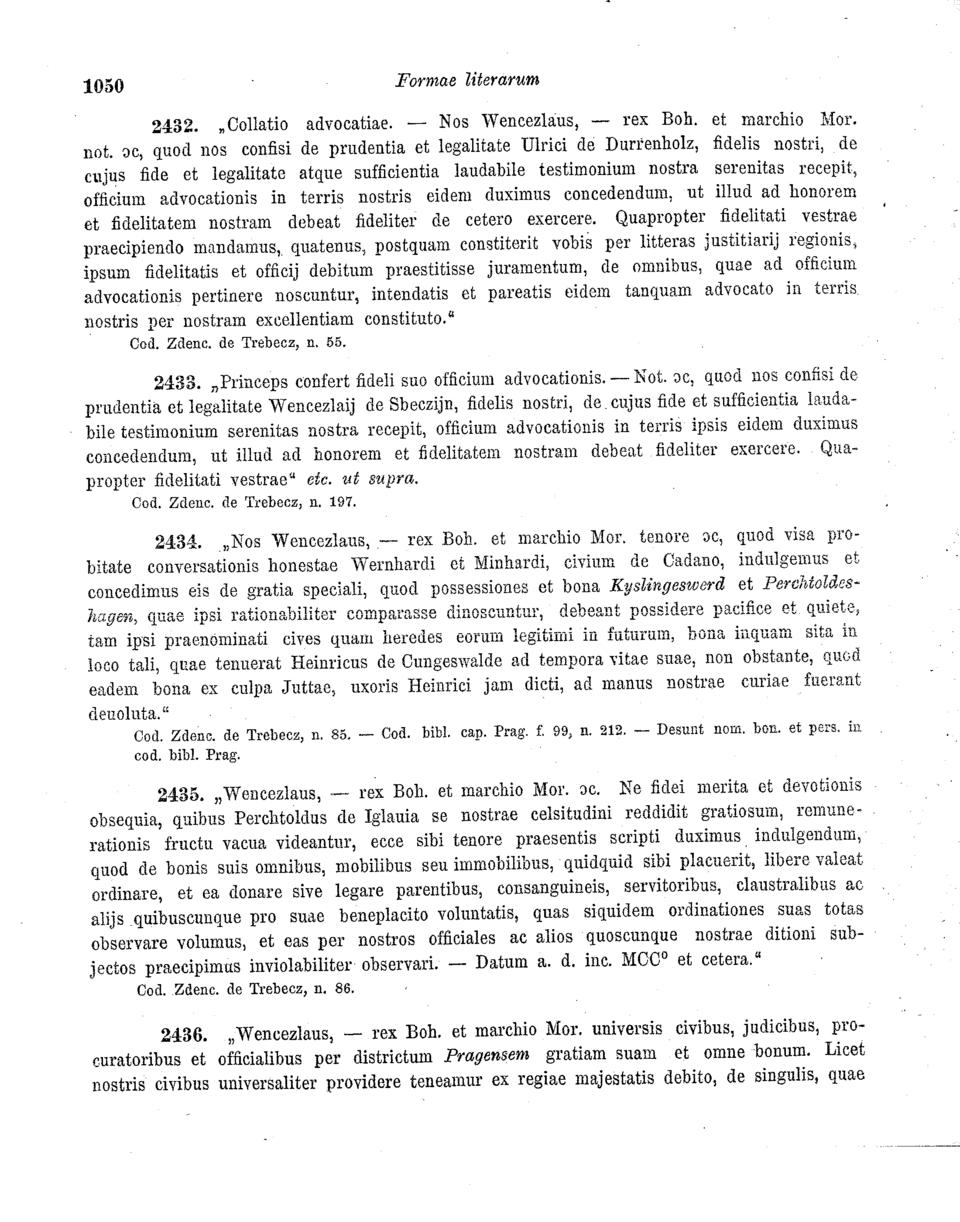 1050 Formae literarum
2432. „Collatio advocatiae. — Nos Wencezlaus, — rex Boh. et marchio Mor.
not. ɔc, quod nos confisi de prudentia et legalitate Ulrici de Durrenholz, fidelis nostri, de
cujus fide et legalitate atque sufficientia laudabile testimonium nostra serenitas recepit,
officium advocationis in terris nostris eidem duximus concedendum, ut illud ad honorem
et fidelitatem nostram debeat fideliter de cetero exercere. Quapropter fidelitati vestrae
praecipiendo mandamus, quatenus, postquam constiterit vobis per litteras justitiarij regionis,
ipsum fidelitatis et officij debitum praestitisse juramentum, de omnibus, quae ad officium
advocationis pertinere noscuntur, intendatis et pareatis eidem tanquam advocato in terris
nostris per nostram excellentiam constituto.“
Cod. Zdenc. de Trebecz, n. 55.
2433. „Princeps confert fideli suo officium advocationis. — Not. ɔc, quod nos confisi de
prudentia et legalitate Wencezlaij de Sbeczijn, fidelis nostri, de cujus fide et sufficientia lauda-
bile testimonium serenitas nostra recepit, officium advocationis in terris ipsis eidem duximus
concedendum, ut illud ad honorem et fidelitatem nostram debeat fideliter exercere. Qua-
propter fidelitati vestrae“ etc. ut supra.
Cod. Zdenc. de Trebecz, n. 197.
2434. „Nos Wencezlaus, — rex Boh. et marchio Mor. tenore ɔc, quod visa pro-
bitate conversationis honestae Wernhardi et Minhardi, civium de Cadano, indulgemus et
concedimus eis de gratia speciali, quod possessiones et bona Kyslingeswerd et Perchtoldes-
hagen, quae ipsi rationabiliter comparasse dinoscuntur, debeant possidere pacifice et quiete,
tam ipsi praenominati cives quam heredes eorum legitimi in futurum, bona inquam sita in
loco tali, quae tenuerat Heinricus de Cungeswalde ad tempora vitae suae, non obstante, quod
eadem bona ex culpa Juttae, uxoris Heinrici jam dicti, ad manus nostrae curiae fuerant
deuoluta.“
Cod. Zdenc. de Trebecz, n. 85. — Cod. bibl. cap. Prag. f. 99, n. 212. — Desunt nom. bon. et pers. in
cod. bibl. Prag.
2435. „Wencezlaus, — rex Boh. et marchio Mor. ɔc. Ne fidei merita et devotionis
obsequia, quibus Perchtoldus de Iglauia se nostrae celsitudini reddidit gratiosum, remune-
rationis fructu vacua videantur, ecce sibi tenore praesentis scripti duximus indulgendum,
quod de bonis suis omnibus, mobilibus seu immobilibus, quidquid sibi placuerit, libere valeat
ordinare, et ea donare sive legare parentibus, consanguineis, servitoribus, claustralibus ac
alijs quibuscunque pro suae beneplacito voluntatis, quas siquidem ordinationes suas totas
observare volumus, et eas per nostros officiales ac alios quoscunque nostrae ditioni sub-
jectos praecipimus inviolabiliter observari. — Datum a. d. inc. MCC⁰ et cetera.“
Cod. Zdenc. de Trebecz, n. 86.
2436. „Wencezlaus, — rex Boh. et marchio Mor. universis civibus, judicibus, pro-
curatoribus et officialibus per districtum Pragensem gratiam suam et omne bonum. Licet
nostris civibus universaliter providere teneamur ex regiae majestatis debito, de singulis, quae